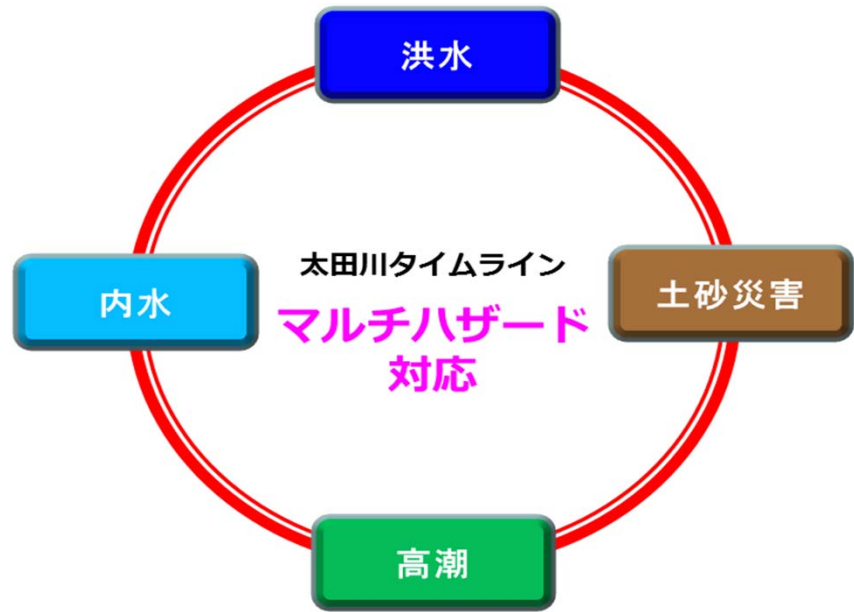 洪水
太田川タイムライン
内水
土砂災害
マルチハザード
対応
高潮